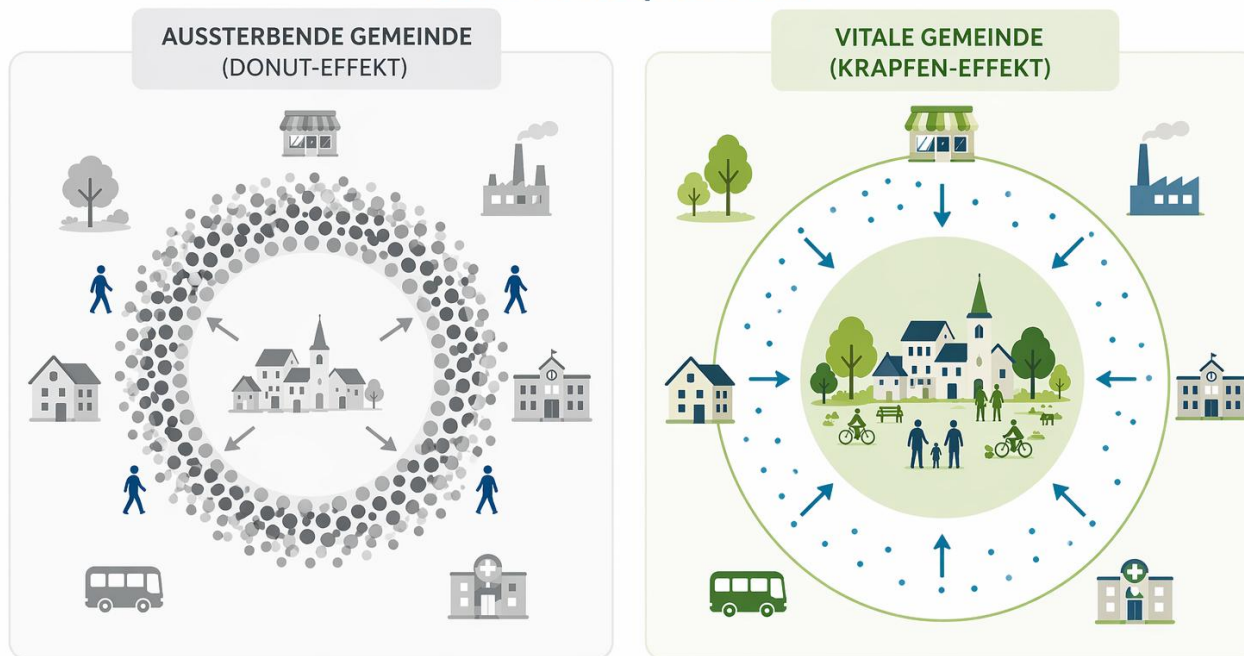 AUSSTERBENDE GEMEINDE
(DONUT-EFFEKT)
VITALE GEMEINDE
(KRAPFEN-EFFEKT)